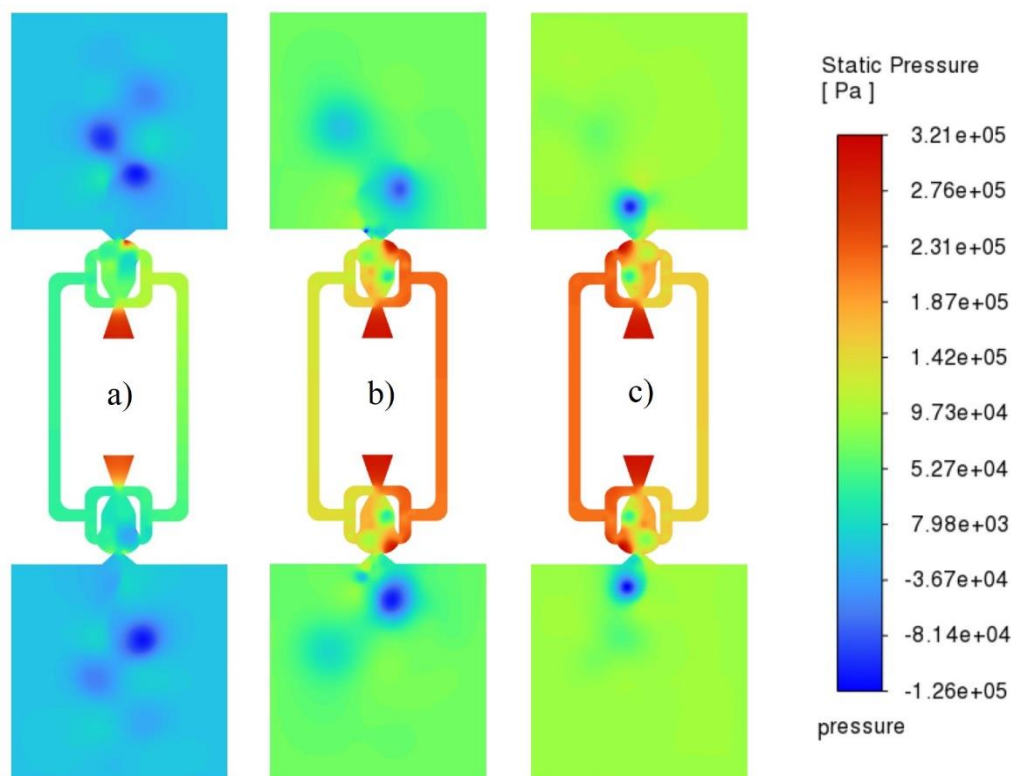 Static Pressure
[ Pa ]
3.21e+05
2.76e+05
2.31e+05
1.87e+05
1.42e+05
9.73e+04
5.27e+04
7.98e+03
-3.67e+04
-8.14e+04
-1.26e+05
pressure
a)
b)
c)